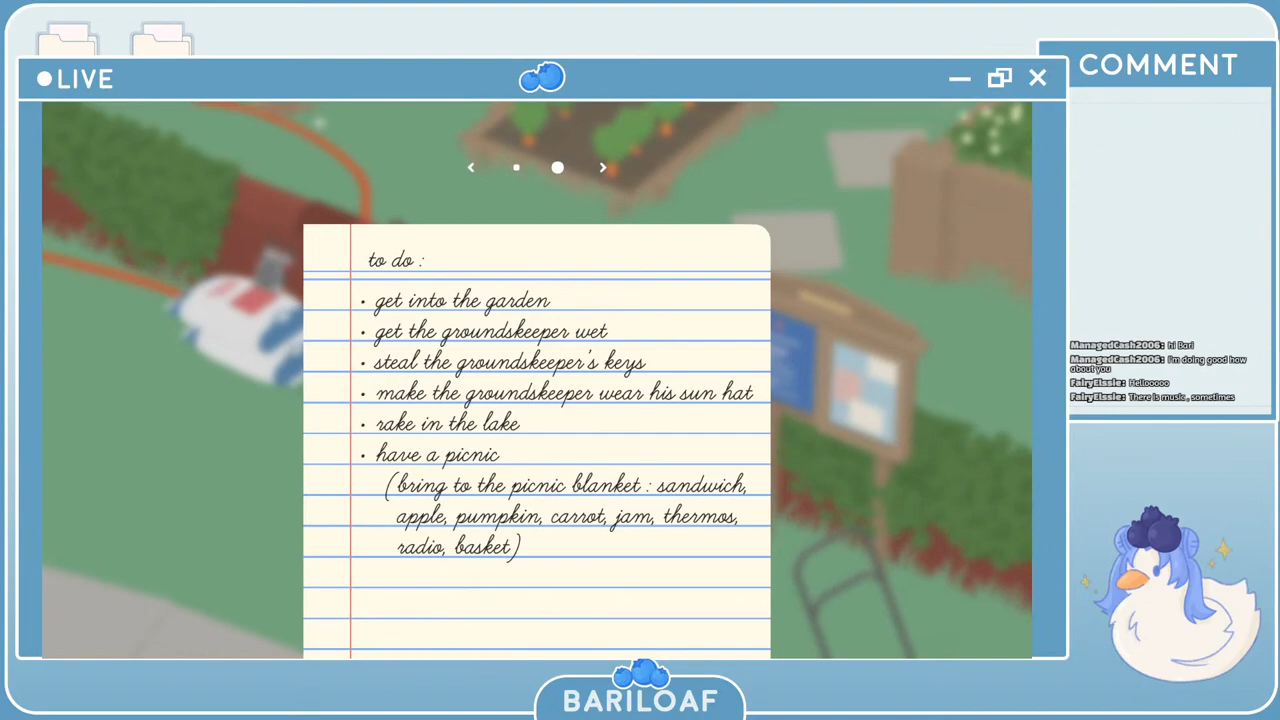 LIVE
COMMENT
to do :
• get into the garden
• get the groundskeeper wet
• steal the groundskeeper's keys
• make the groundskeeper wear his sun hat
• rake in the lake
• have a picnic
(bring to the picnic blanket : sandwich,
apple, pumpkin, carrot, jam, thermos,
radio, basket)
ManagedCash2006: hi Bari
ManagedCash2006: I'm doing good how
about you
FairyElssie: Hellooooo
FairyElssie: There is music , sometimes
BARILOAF